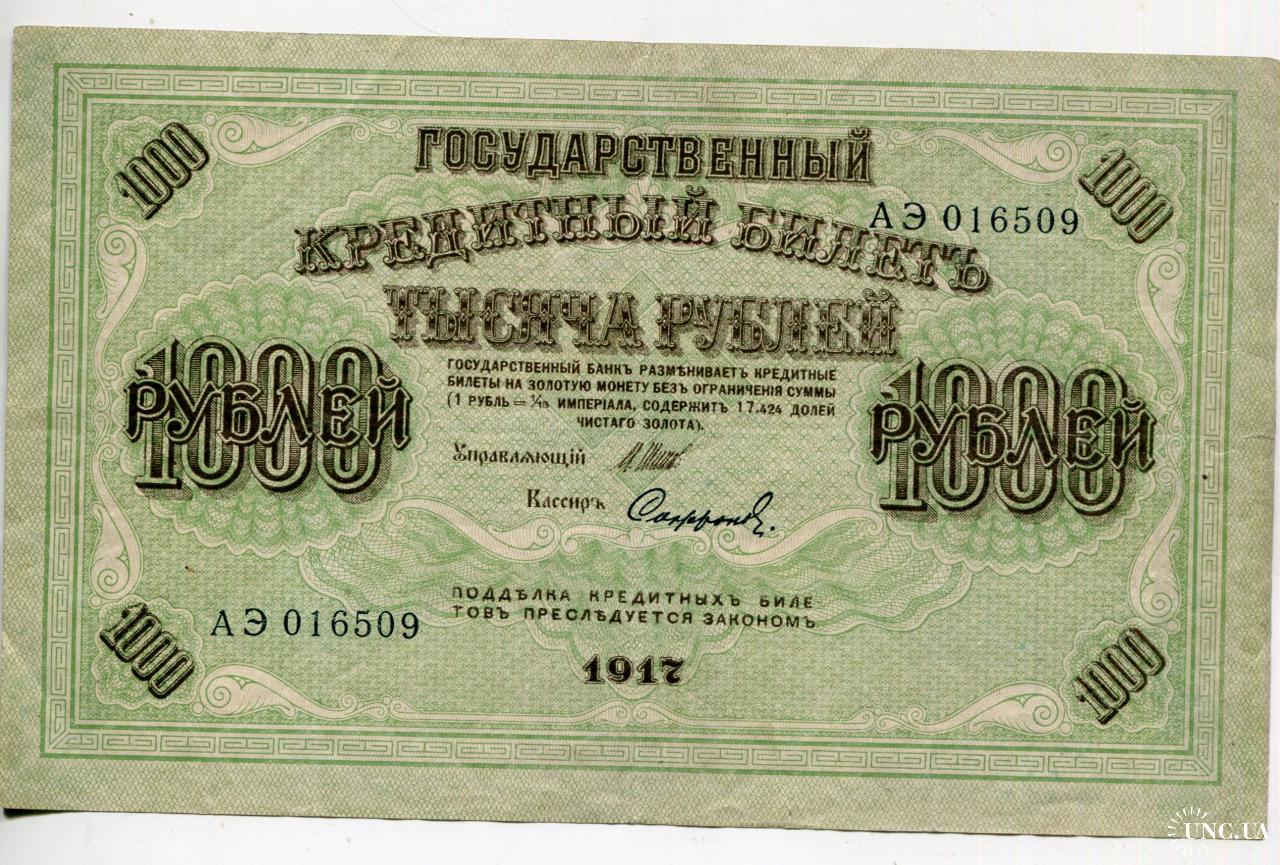 1000
1000
ГОСУДАРСТВЕННЫЙ
КРЕДИТНЫЙ БИЛЕТЪ
АЭ 016509
ТЫСЯЧА РУБЛЕЙ
ГОСУДАРСТВЕННЫЙ БАНКЪ РАЗМѢНИВАЕТЪ КРЕДИТНЫЕ
БИЛЕТЫ НА ЗОЛОТУЮ МОНЕТУ БЕЗЪ ОГРАНИЧЕНІЯ СУММЫ
(1 РУБЛЬ = 1/15 ИМПЕРІАЛА, СОДЕРЖИТЪ 17.424 ДОЛЕЙ
ЧИСТАГО ЗОЛОТА).
1000 РУБЛЕЙ
1000 РУБЛЕЙ
Управляющій
Кассиръ
ПОДДѢЛКА КРЕДИТНЫХЪ БИЛЕ
ТОВЪ ПРЕСЛѢДУЕТСЯ ЗАКОНОМЪ
АЭ 016509
1917
1000
1000
UNC.UA